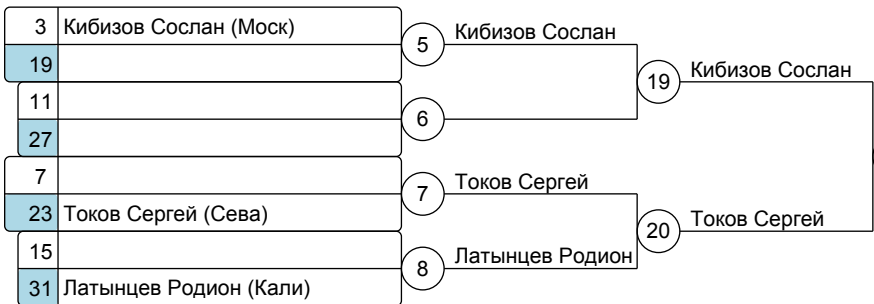 3 Кибизов Сослан (Моск)
19
11
27
7
23 Токов Сергей (Сева)
15
31 Латынцев Родион (Кали)
5 Кибизов Сослан
6
7 Токов Сергей
8 Латынцев Родион
19 Кибизов Сослан
20 Токов Сергей